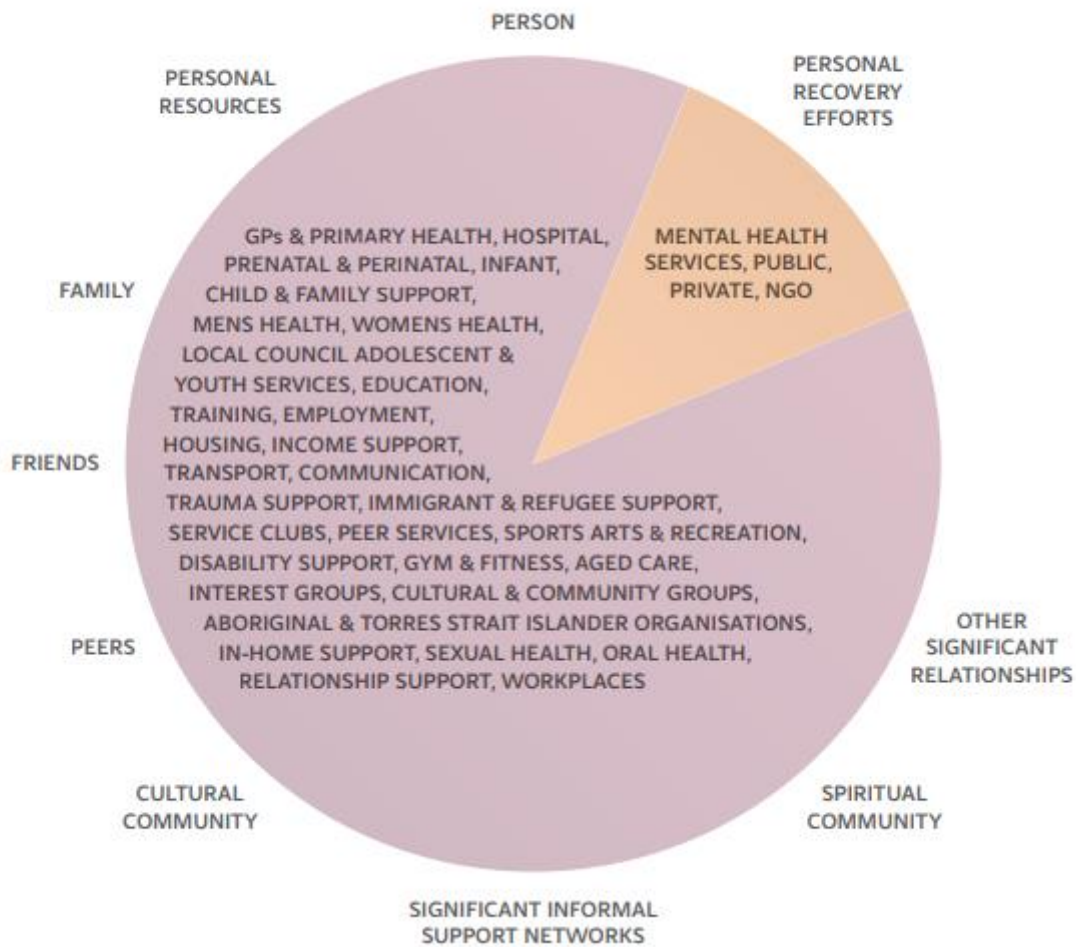 PERSON
PERSONAL
RESOURCES
PERSONAL
RECOVERY
EFFORTS
GPs & PRIMARY HEALTH, HOSPITAL,
PRENATAL & PERINATAL, INFANT,
CHILD & FAMILY SUPPORT,
MENS HEALTH, WOMENS HEALTH,
LOCAL COUNCIL ADOLESCENT &
YOUTH SERVICES, EDUCATION,
TRAINING, EMPLOYMENT,
HOUSING, INCOME SUPPORT,
TRANSPORT, COMMUNICATION,
TRAUMA SUPPORT, IMMIGRANT & REFUGEE SUPPORT,
SERVICE CLUBS, PEER SERVICES, SPORTS ARTS & RECREATION,
DISABILITY SUPPORT, GYM & FITNESS, AGED CARE,
INTEREST GROUPS, CULTURAL & COMMUNITY GROUPS,
ABORIGINAL & TORRES STRAIT ISLANDER ORGANISATIONS,
IN-HOME SUPPORT, SEXUAL HEALTH, ORAL HEALTH,
RELATIONSHIP SUPPORT, WORKPLACES
MENTAL HEALTH
SERVICES, PUBLIC,
PRIVATE, NGO
FAMILY
FRIENDS
PEERS
OTHER
SIGNIFICANT
RELATIONSHIPS
CULTURAL
COMMUNITY
SPIRITUAL
COMMUNITY
SIGNIFICANT INFORMAL
SUPPORT NETWORKS